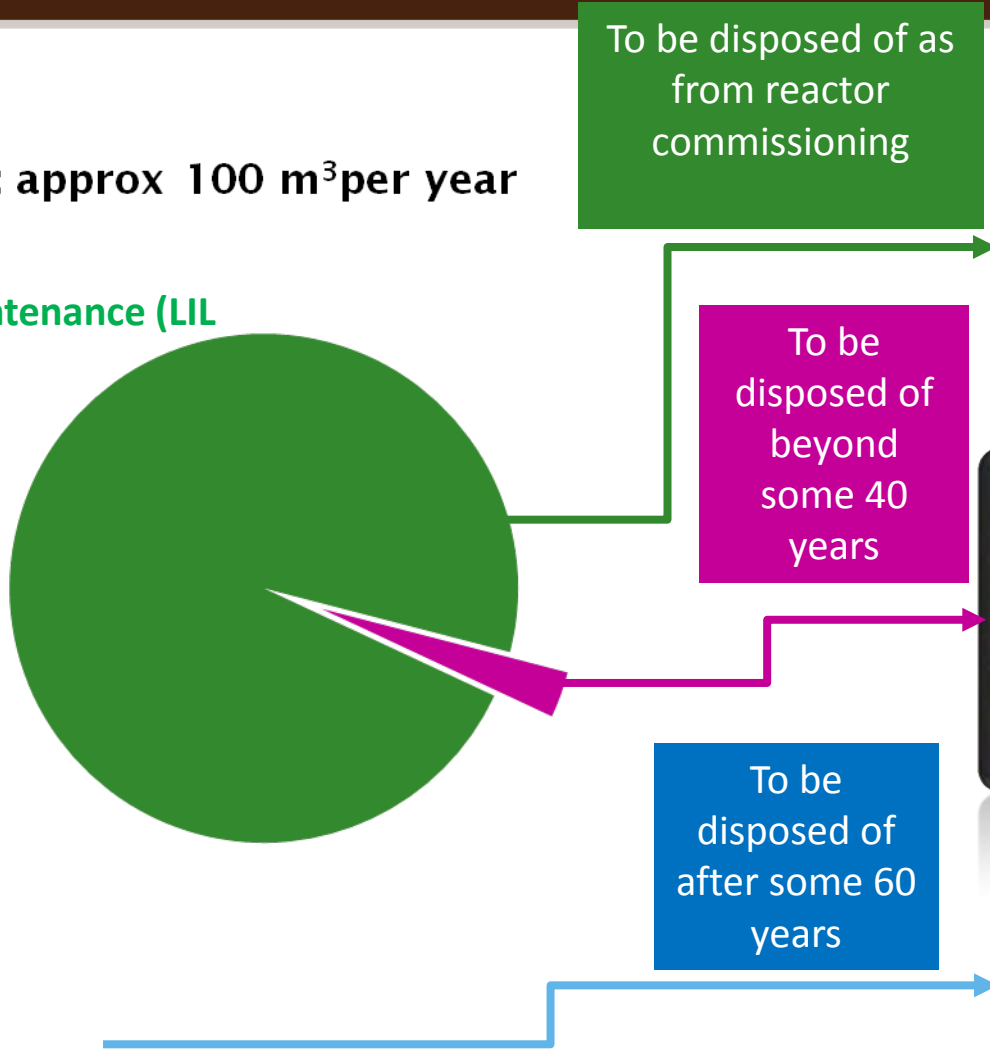 To be disposed of as
from reactor
commissioning
: approx 100 m³per year
ntenance (LIL
To be
disposed of
beyond
some 40
years
To be
disposed of
after some 60
years